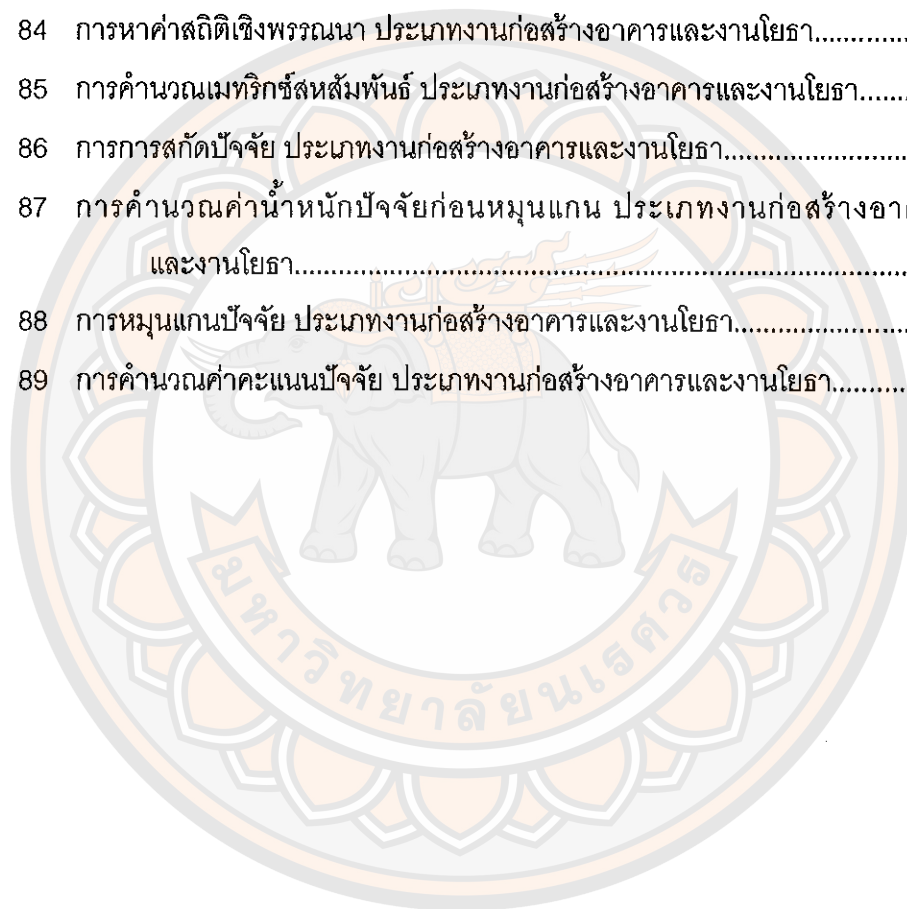 84 การหาค่าสถิติเชิงพรรณนา ประเภทงานก่อสร้างอาคารและงานโยธา..............
85 การคำนวณเมทริกซ์สหสัมพันธ์ ประเภทงานก่อสร้างอาคารและงานโยธา........
86 การการสกัดปัจจัย ประเภทงานก่อสร้างอาคารและงานโยธา..........................
87 การคำนวณค่าน้ำหนักปัจจัยก่อนหมุนแกน ประเภทงานก่อสร้างอา
และงานโยธา....................................................................................
88 การหมุนแกนปัจจัย ประเภทงานก่อสร้างอาคารและงานโยธา........................
89 การคำนวณค่าคะแนนปัจจัย ประเภทงานก่อสร้างอาคารและงานโยธา...........
มหาวิทยาลัยนเรศวร